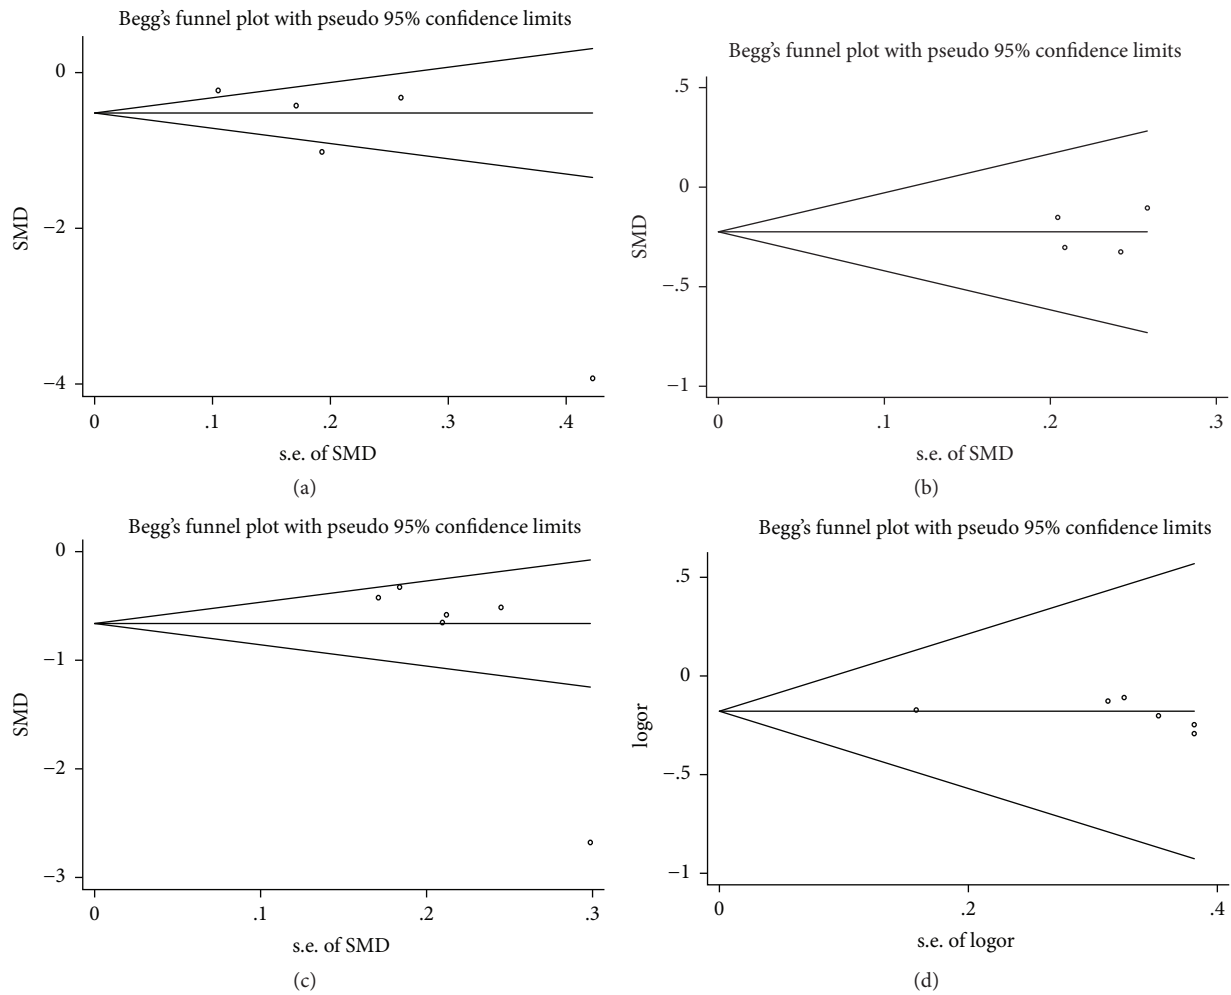 Begg's funnel plot with pseudo 95% confidence limits
0
−2
−4
SMD
0 .1 .2 .3 .4
s.e. of SMD
(a)
Begg's funnel plot with pseudo 95% confidence limits
.5
0
−.5
−1
SMD
0 .1 .2 .3
s.e. of SMD
(b)
Begg's funnel plot with pseudo 95% confidence limits
0
−1
−2
−3
SMD
0 .1 .2 .3
s.e. of SMD
(c)
Begg's funnel plot with pseudo 95% confidence limits
.5
0
−.5
−1
logor
0 .2 .4
s.e. of logor
(d)